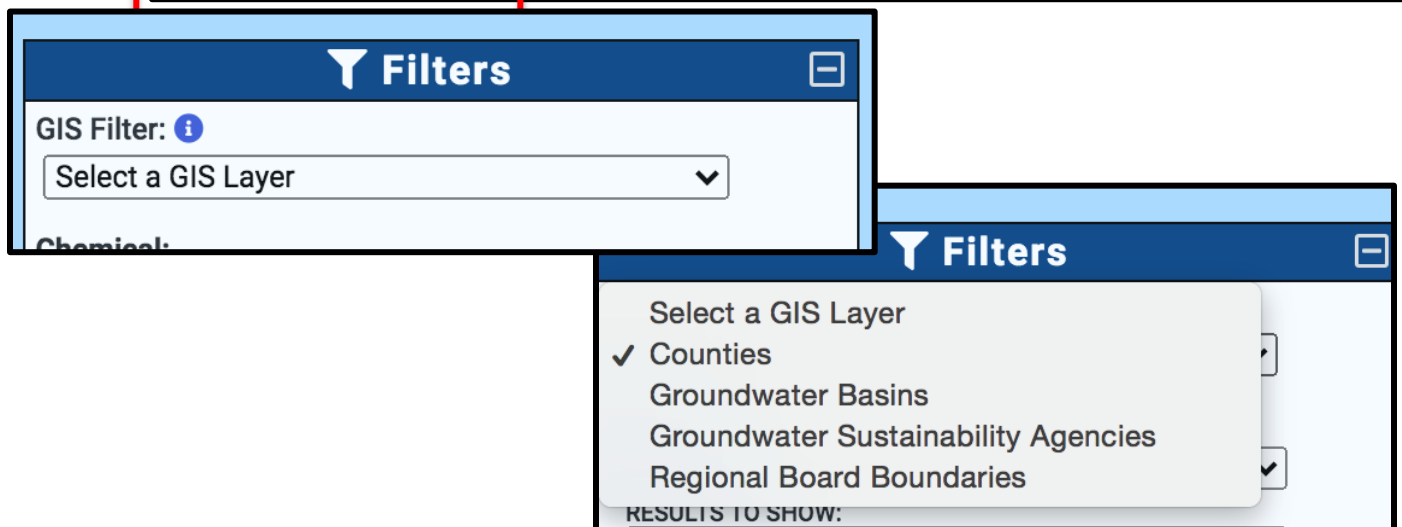 Filters
GIS Filter:
Select a GIS Layer
Chemical:
Filters
Select a GIS Layer
✓ Counties
Groundwater Basins
Groundwater Sustainability Agencies
Regional Board Boundaries
RESULTS TO SHOW: